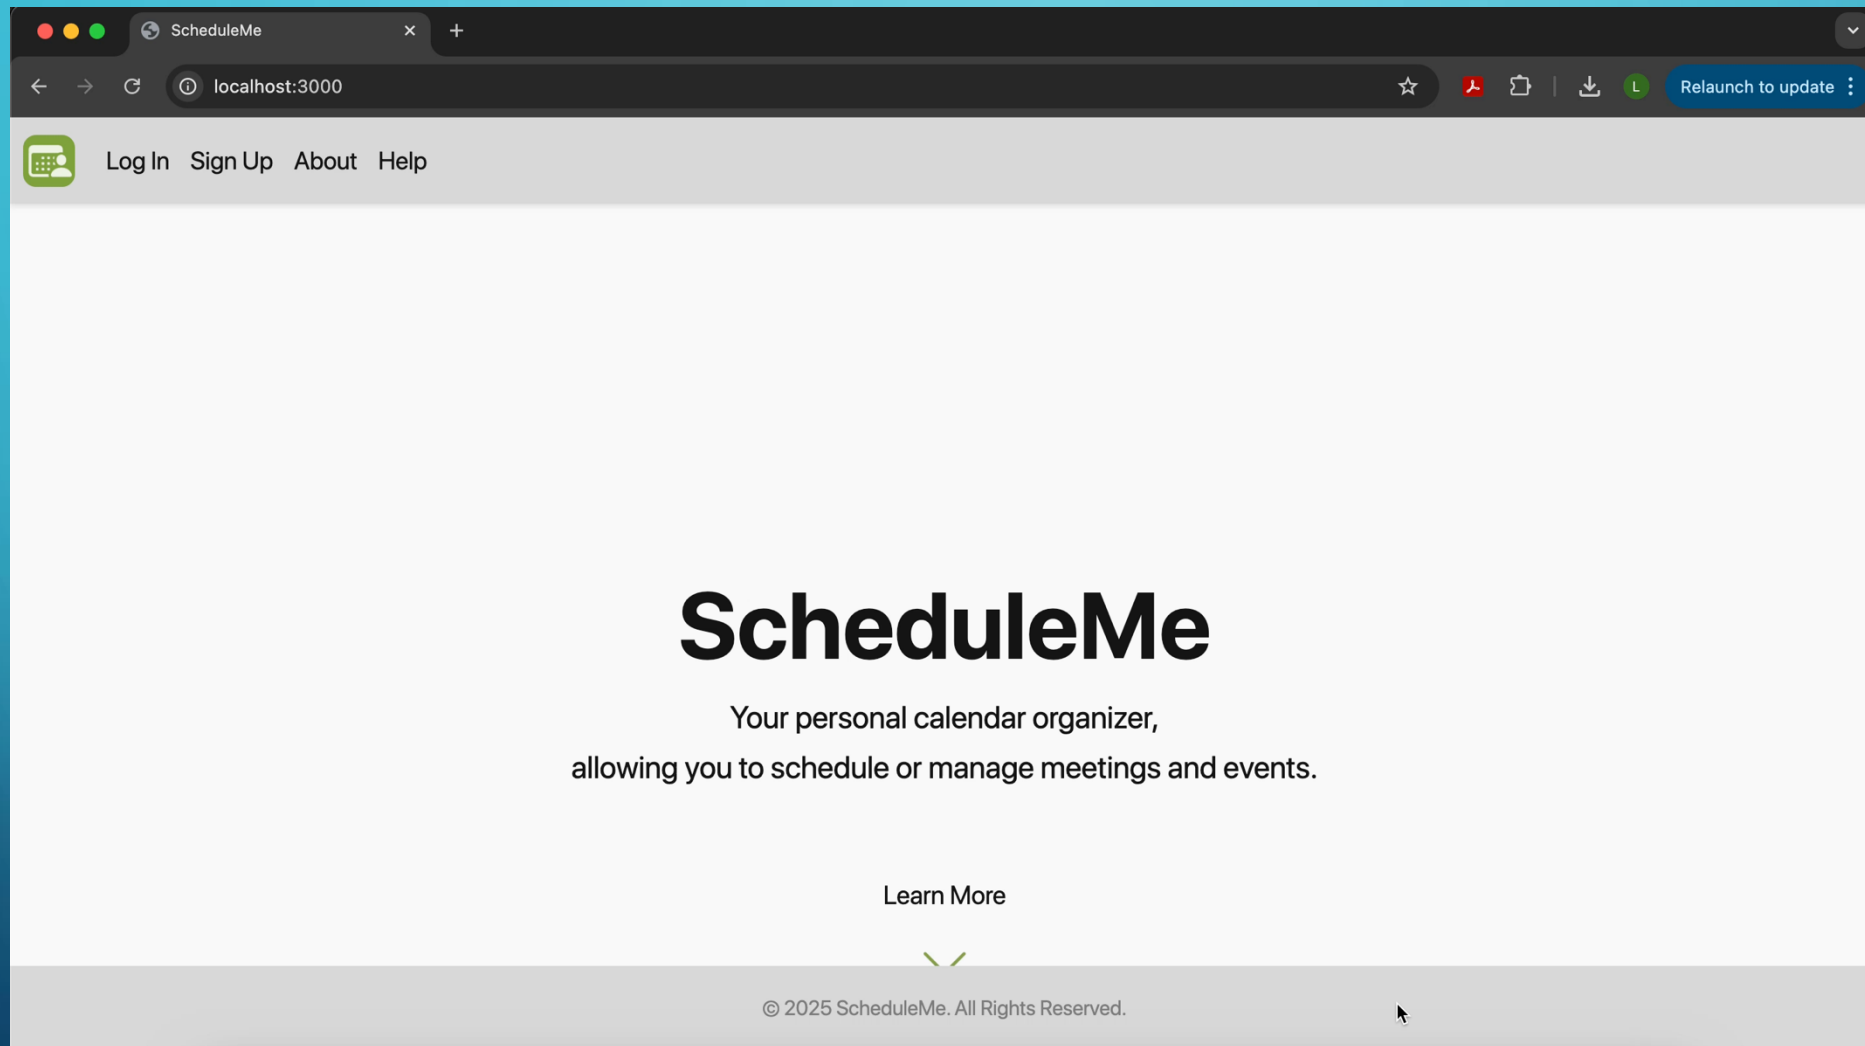 ScheduleMe
localhost:3000
L
Relaunch to update
Log In Sign Up About Help
ScheduleMe
Your personal calendar organizer,
allowing you to schedule or manage meetings and events.
Learn More
© 2025 ScheduleMe. All Rights Reserved.